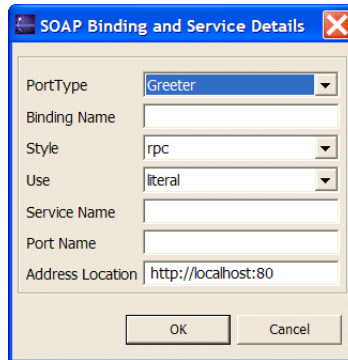 SOAP Binding and Service Details
PortType Greeter
Binding Name
Style rpc
Use literal
Service Name
Port Name
Address Location http://localhost:80
OK Cancel